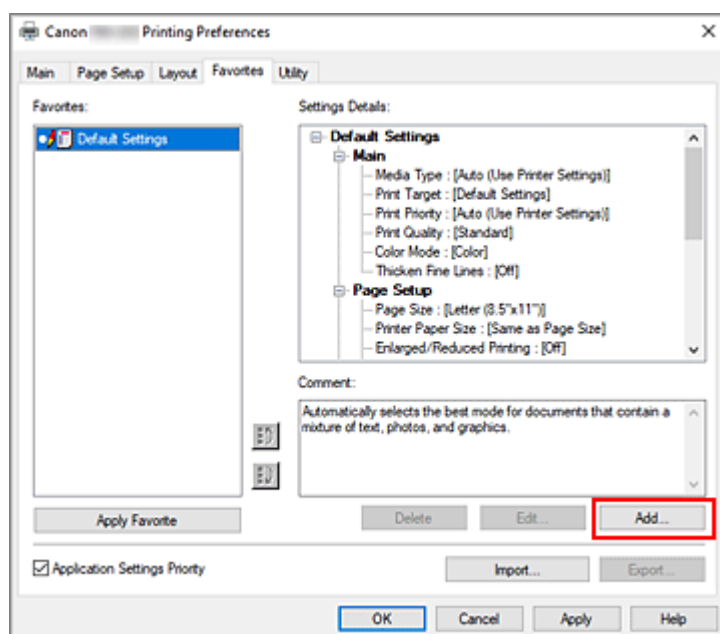 Canon Printing Preferences
Main Page Setup Layout Favorites Utility
Favorites:
Default Settings
Settings Details:
Default Settings
Main
Media Type : [Auto (Use Printer Settings)]
Print Target : [Default Settings]
Print Priority : [Auto (Use Printer Settings)]
Print Quality : [Standard]
Color Mode : [Color]
Thicken Fine Lines : [Off]
Page Setup
Page Size : [Letter (8.5"x11")]
Printer Paper Size : [Same as Page Size]
Enlarged/Reduced Printing : [Off]
Comment:
Automatically selects the best mode for documents that contain a
mixture of text, photos, and graphics.
Apply Favorite
Delete Edit... Add...
Application Settings Priority
Import... Export...
OK Cancel Apply Help